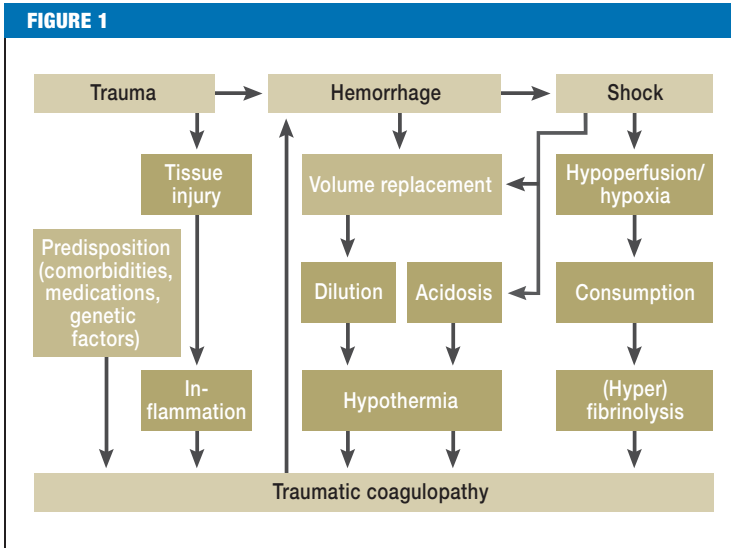 FIGURE 1
Trauma
Hemorrhage
Shock
Tissue
injury
Volume replacement
Hypoperfusion/
hypoxia
Predisposition
(comorbidities,
medications,
genetic
factors)
Dilution
Acidosis
Consumption
In-
flammation
Hypothermia
(Hyper)
fibrinolysis
Traumatic coagulopathy